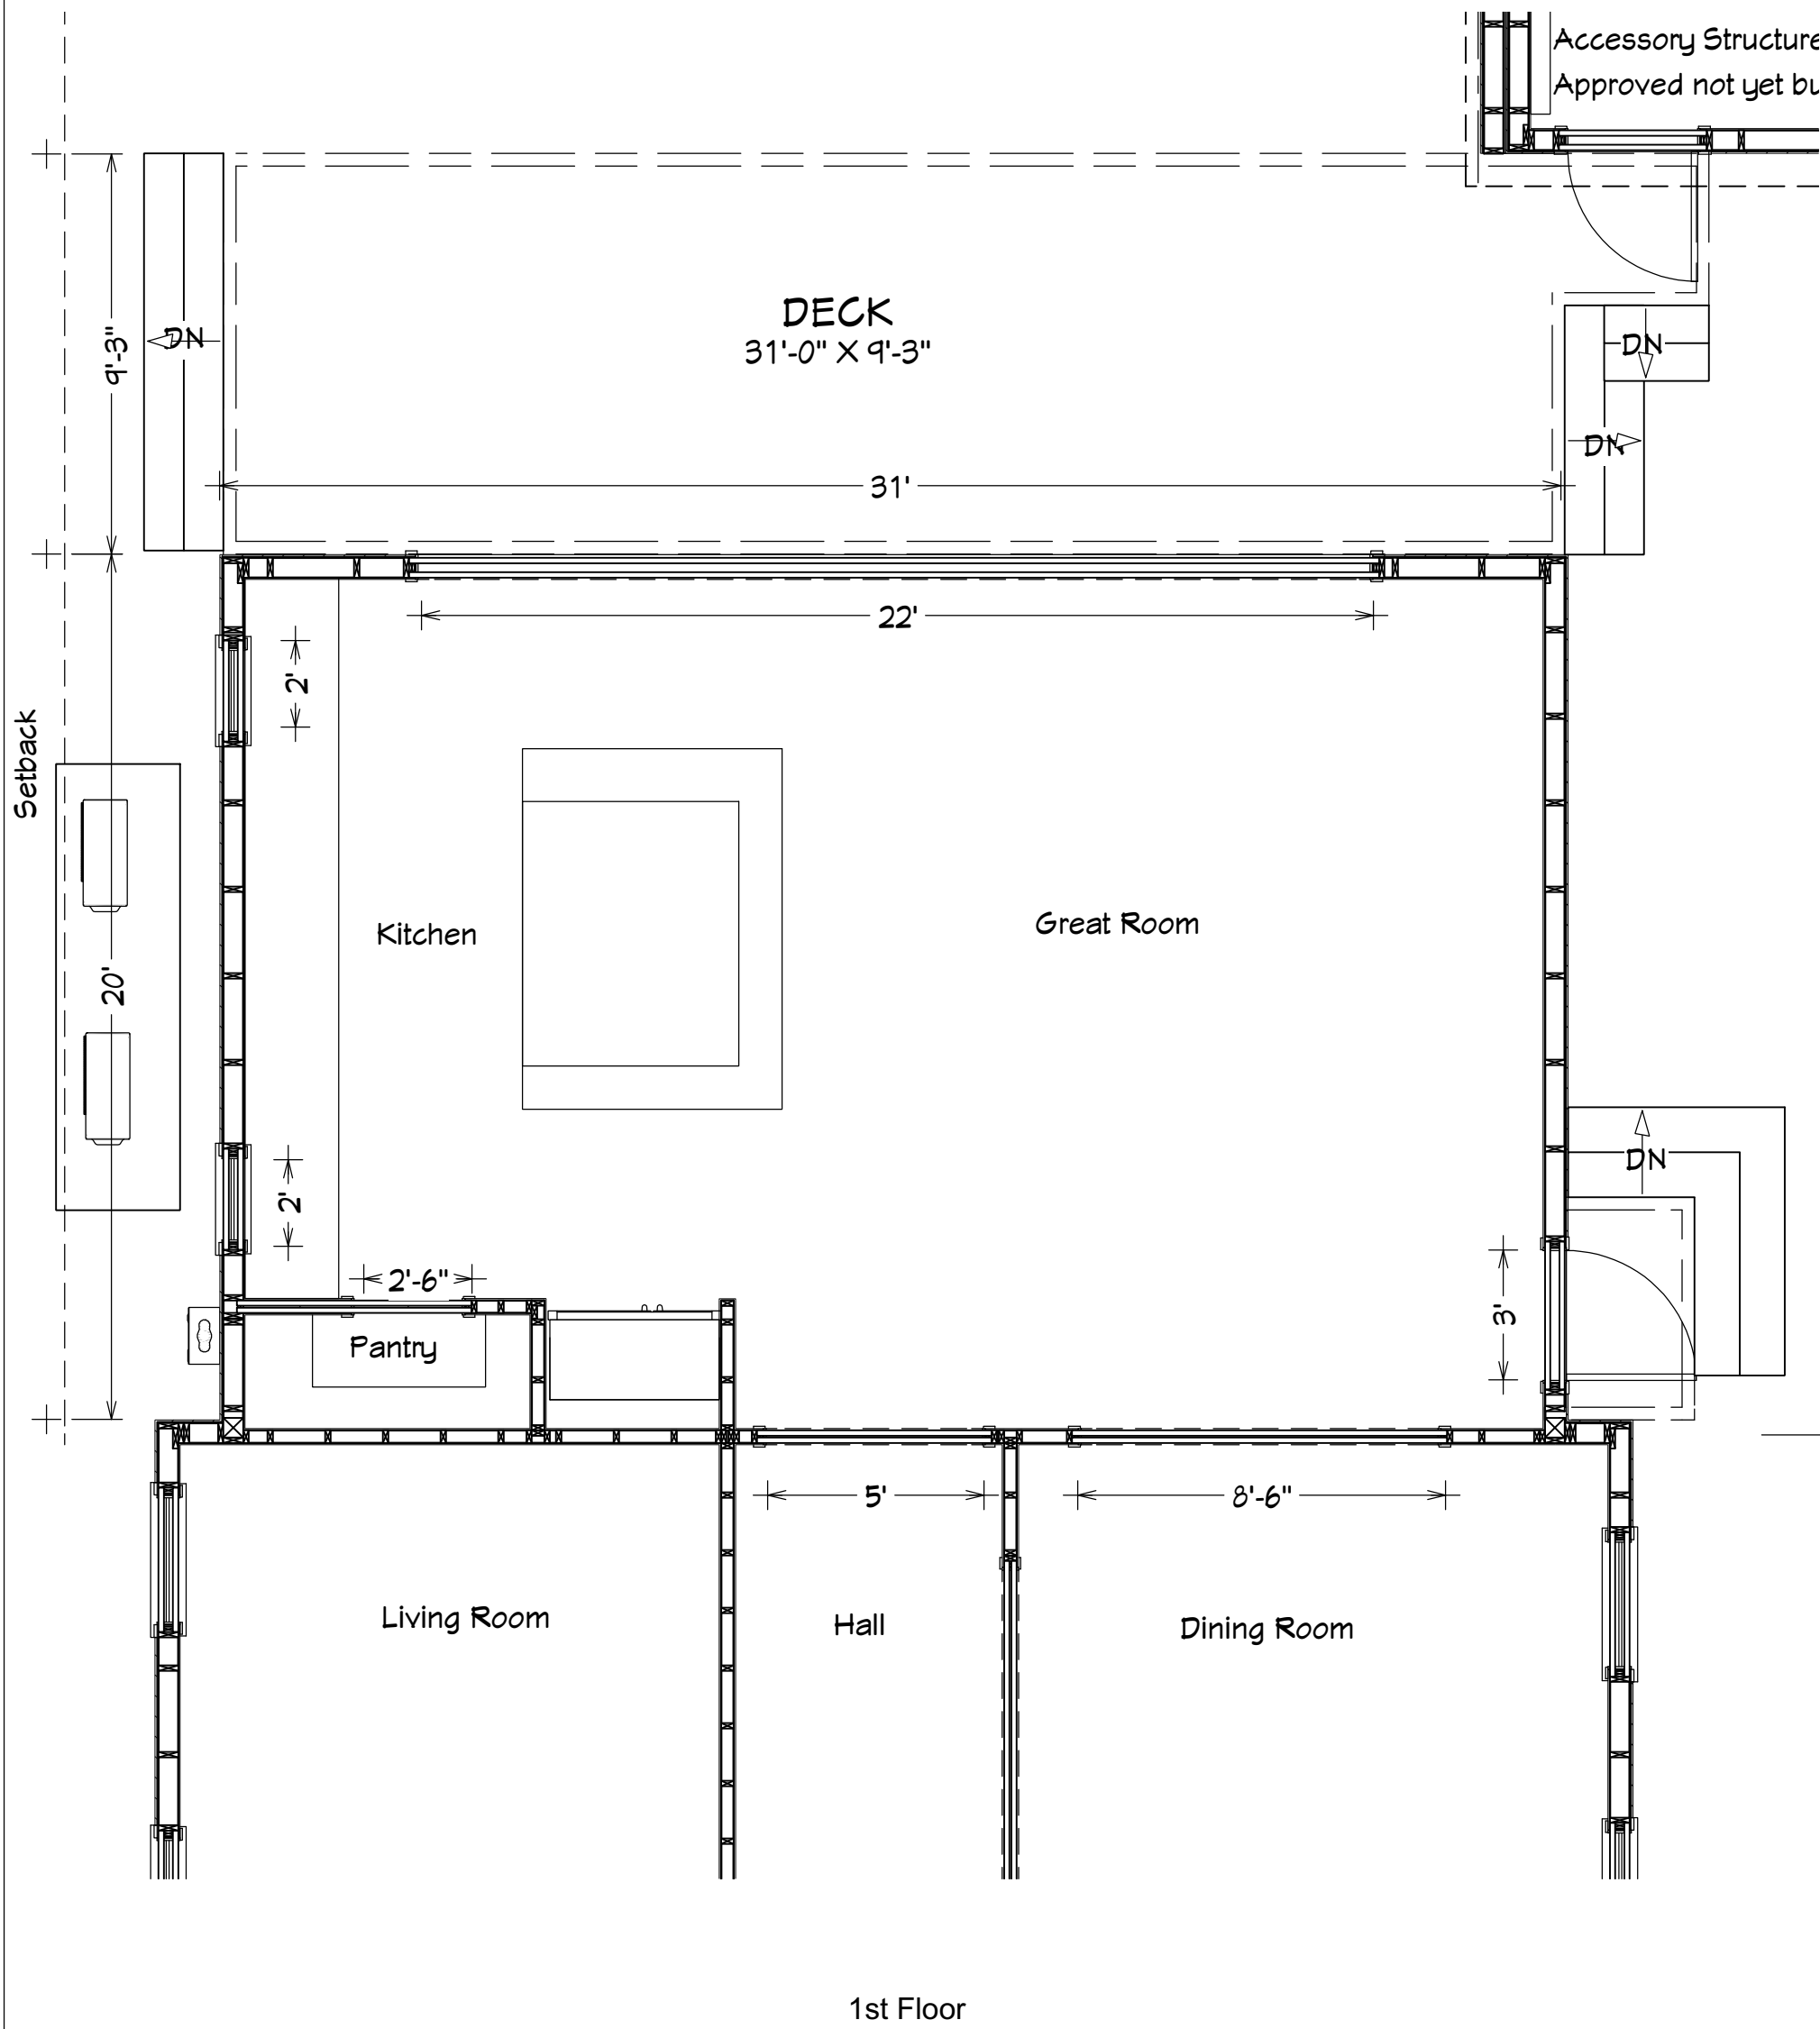 Accessory Structure
Approved not yet bu
DECK
31'-0" X 9'-3"
9'-3"
DN
DN
DN
31'
22'
2'
Setback
Kitchen
Great Room
20'
2'
DN
2'-6"
3'
Pantry
5'
8'-6"
Living Room
Hall
Dining Room
1st Floor